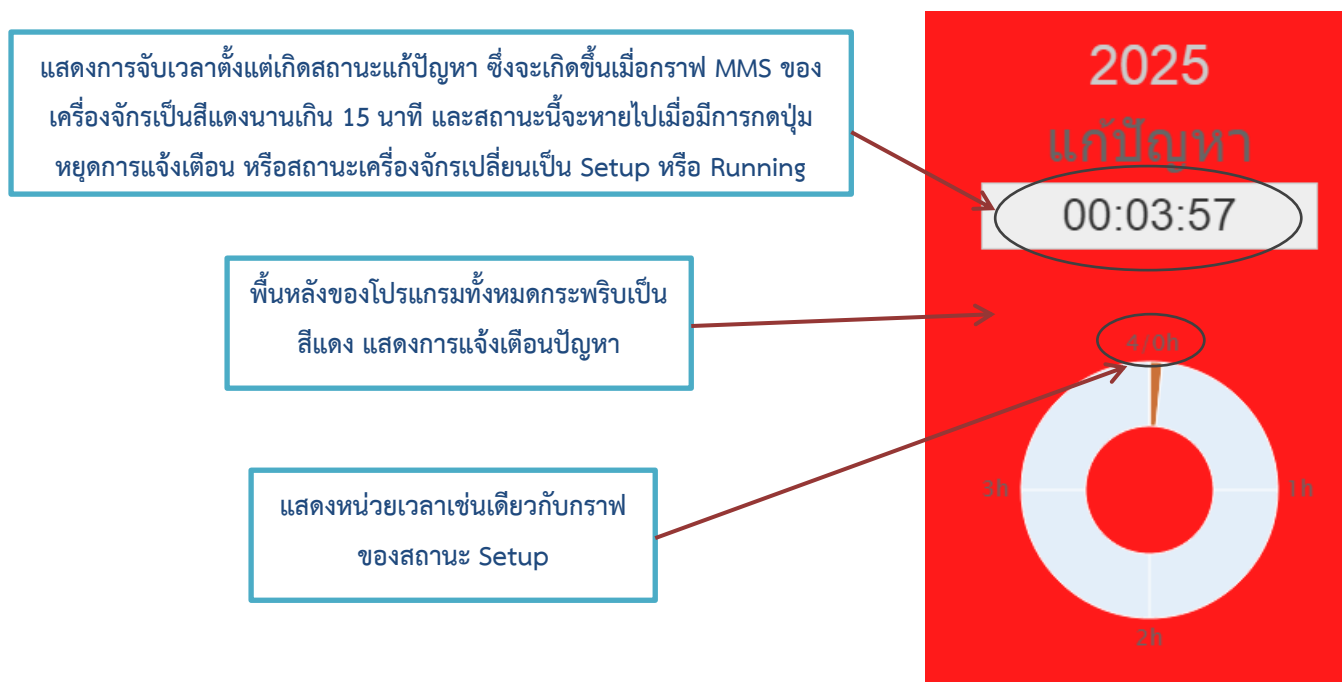 แสดงการจับเวลาตั้งแต่เกิดสถานะแก้ปัญหา ซึ่งจะเกิดขึ้นเมื่อกราฟ MMS ของ
เครื่องจักรเป็นสีแดงนานเกิน 15 นาที และสถานะนี้จะหายไปเมื่อมีการกดปุ่ม
หยุดการแจ้งเตือน หรือสถานะเครื่องจักรเปลี่ยนเป็น Setup หรือ Running
พื้นหลังของโปรแกรมทั้งหมดกระพริบเป็น
สีแดง แสดงการแจ้งเตือนปัญหา
แสดงหน่วยเวลาเช่นเดียวกับกราฟ
ของสถานะ Setup
2025
แก้ปัญหา
00:03:57
4/0h
3h
1h
2h